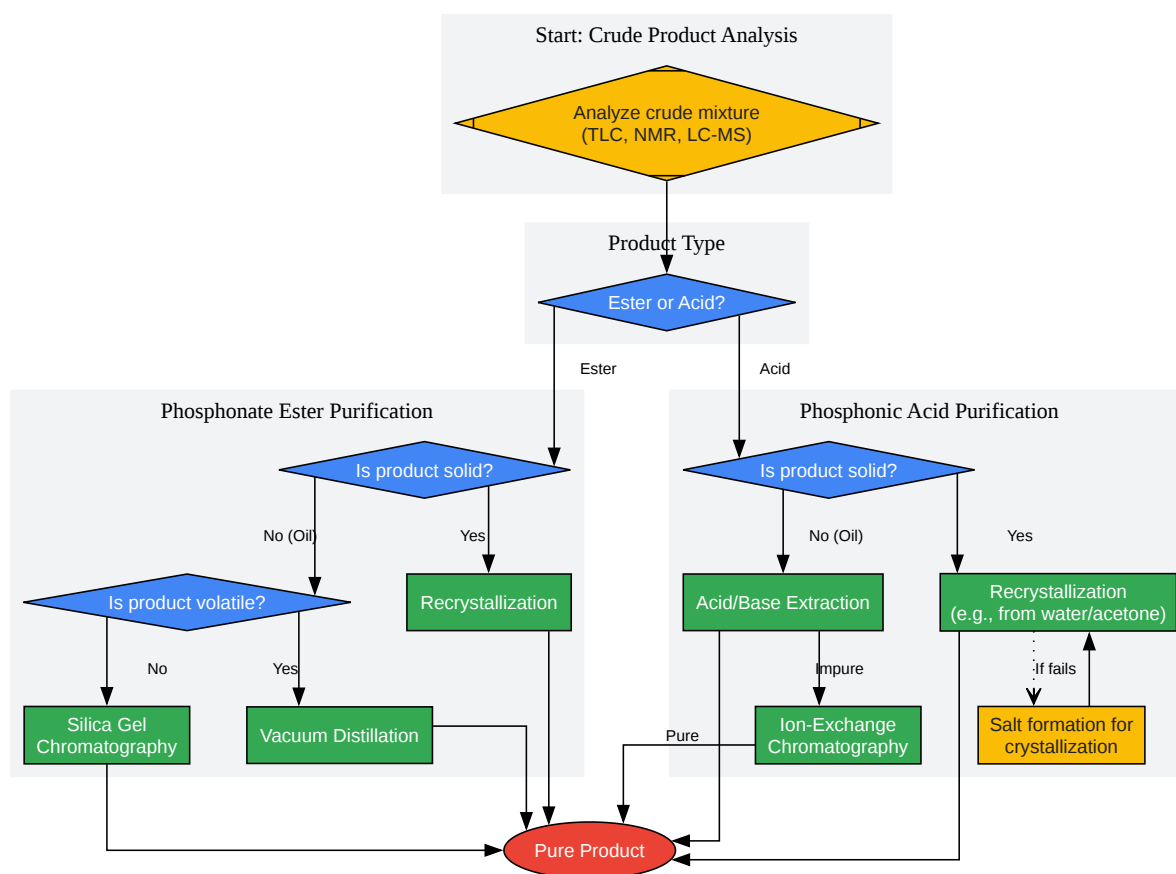 Start: Crude Product Analysis
Analyze crude mixture
(TLC, NMR, LC-MS)
Product Type
Ester or Acid?
Ester
Acid
Phosphonate Ester Purification
Phosphonic Acid Purification
Is product solid?
Is product solid?
No (Oil)
Yes
No (Oil)
Yes
Is product volatile?
Recrystallization
Acid/Base Extraction
Recrystallization
(e.g., from water/acetone)
No
Yes
Impure
If fails
Silica Gel
Chromatography
Vacuum Distillation
Pure
Ion-Exchange
Chromatography
Salt formation for
crystallization
Pure Product